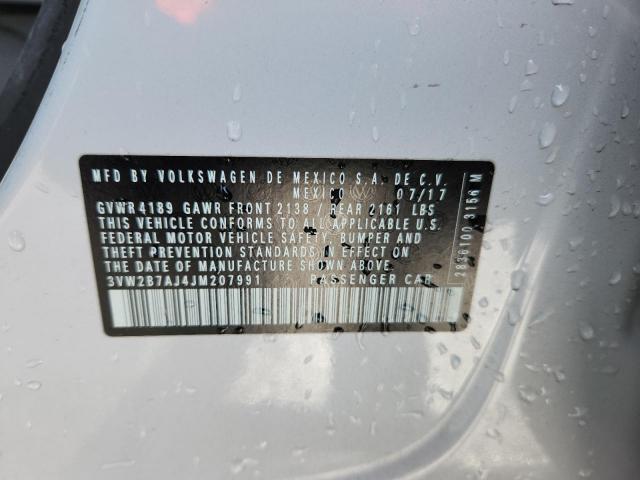 MFD BY VOLKSWAGEN DE MEXICO S.A. DE C.V.
MEXICO 07/17
GVWR 4189 GAWR FRONT 2138 / REAR 2161 LBS
THIS VEHICLE CONFORMS TO ALL APPLICABLE U.S.
FEDERAL MOTOR VEHICLE SAFETY, BUMPER AND
THEFT PREVENTION STANDARDS IN EFFECT ON
THE DATE OF MANUFACTURE SHOWN ABOVE.
3VW2B7AJ4JM207991 PASSENGER CAR
2836100 3156 M